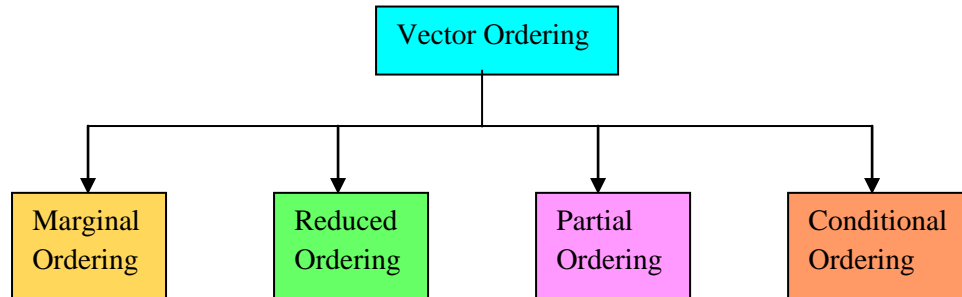 Vector Ordering
Marginal
Ordering
Reduced
Ordering
Partial
Ordering
Conditional
Ordering